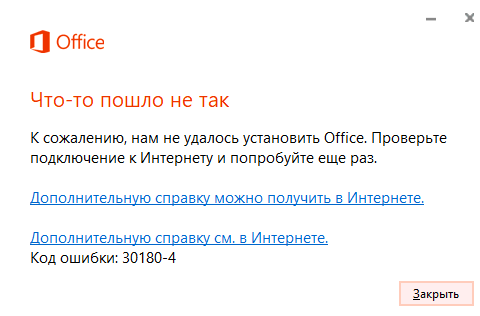 Office
Что-то пошло не так
К сожалению, нам не удалось установить Office. Проверьте
подключение к Интернету и попробуйте еще раз.
Дополнительную справку можно получить в Интернете.
Дополнительную справку см. в Интернете.
Код ошибки: 30180-4
Закрыть